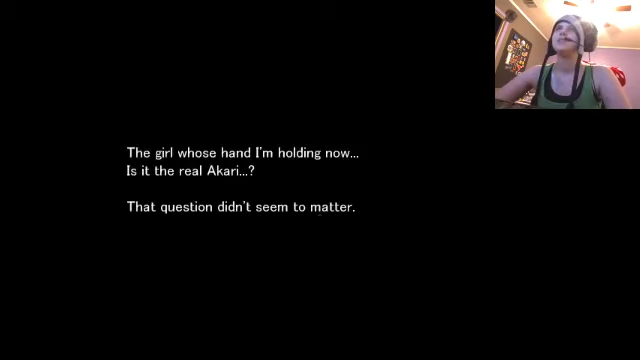 The girl whose hand I'm holding now...
Is it the real Akari...?
That question didn't seem to matter.